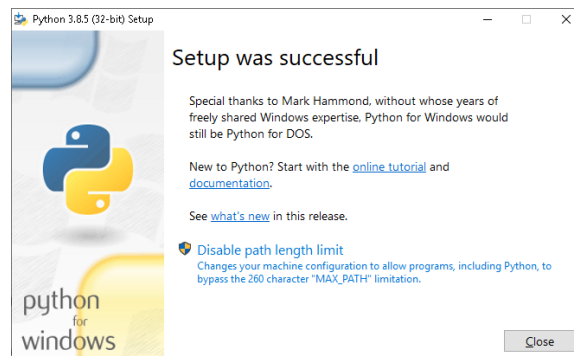 Python 3.8.5 (32-bit) Setup
Setup was successful
Special thanks to Mark Hammond, without whose years of
freely shared Windows expertise, Python for Windows would
still be Python for DOS.
New to Python? Start with the online tutorial and
documentation.
See what's new in this release.
Disable path length limit
Changes your machine configuration to allow programs, including Python, to
bypass the 260 character "MAX_PATH" limitation.
python
for
windows
Close